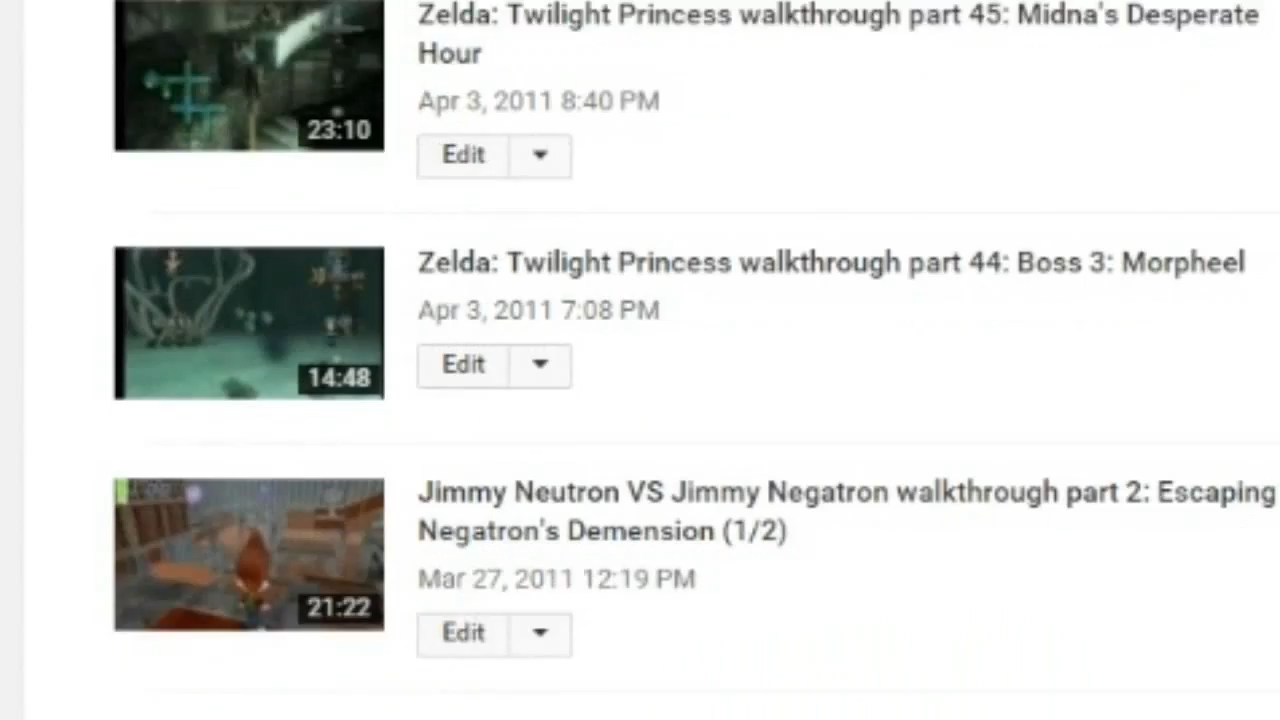 Zelda: Twilight Princess walkthrough part 45: Midna's Desperate
Hour
Apr 3, 2011 8:40 PM
23:10
Edit
Zelda: Twilight Princess walkthrough part 44: Boss 3: Morpheel
Apr 3, 2011 7:08 PM
14:48
Edit
Jimmy Neutron VS Jimmy Negatron walkthrough part 2: Escaping
Negatron's Demension (1/2)
Mar 27, 2011 12:19 PM
21:22
Edit